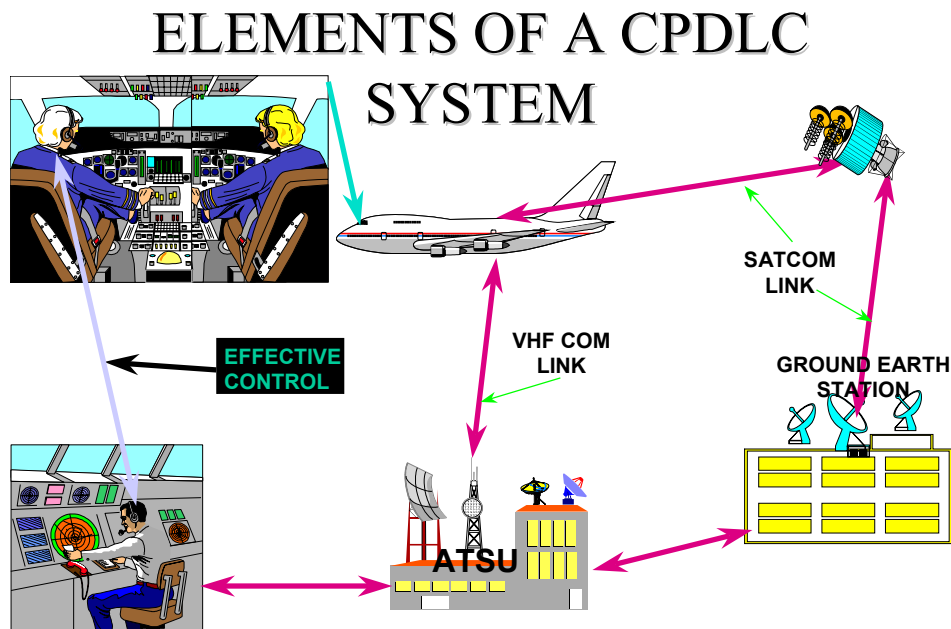 ELEMENTS OF A CPDLC
SYSTEM
SATCOM
LINK
VHF COM
LINK
EFFECTIVE
CONTROL
GROUND EARTH
STATION
ATSU